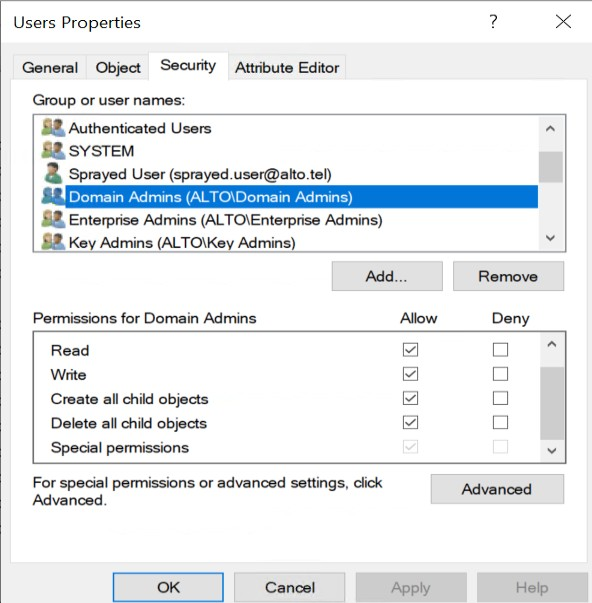 Users Properties
?
General Object Security Attribute Editor
Group or user names:
Authenticated Users
SYSTEM
Sprayed User (sprayed.user@alto.tel)
Domain Admins (ALTO\Domain Admins)
Enterprise Admins (ALTO\Enterprise Admins)
Key Admins (ALTO\Key Admins)
Add... Remove
Permissions for Domain Admins Allow Deny
Read
Write
Create all child objects
Delete all child objects
Special permissions
For special permissions or advanced settings, click
Advanced.
Advanced
OK Cancel Apply Help